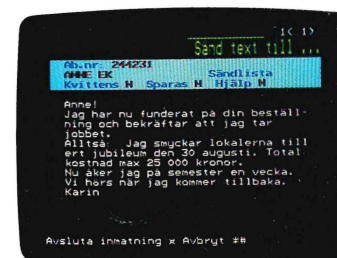 1( 1)
Sänd text till ...
Ab.nr: 244231
ANNE EK Sändlista
Kvittens N Sparas N Hjälp N
Anne!
Jag har nu funderat på din beställ-
ning och bekräftar att jag tar
jobbet.
Alltså: Jag smyckar lokalerna till
ert jubileum den 30 augusti. Total
kostnad max 25 000 kronor.
Nu åker jag på semester en vecka.
Vi hörs när jag kommer tillbaka.
Karin
Avsluta inmatning x Avbryt ‡#